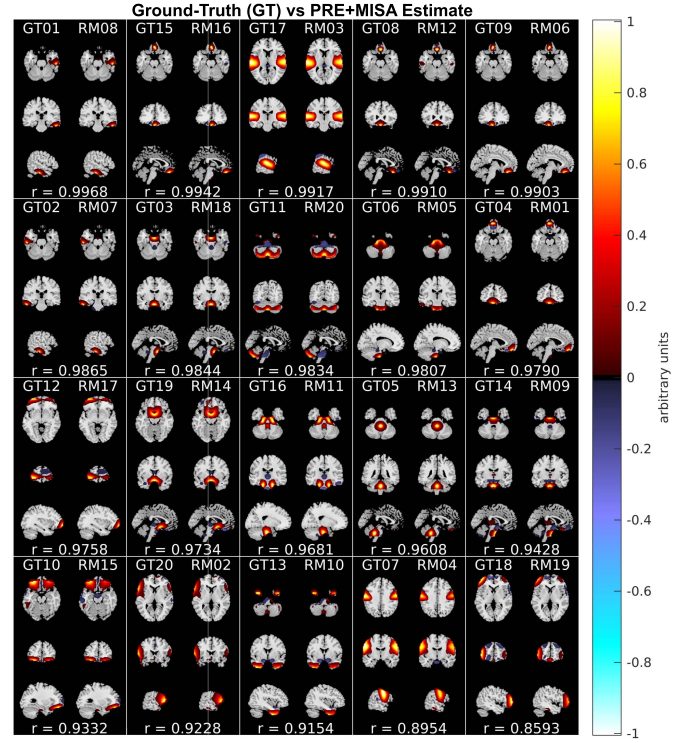 Ground-Truth (GT) vs PRE+MISA Estimate
GT01 RM08 GT15 RM16 GT17 RM03 GT08 RM12 GT09 RM06
r = 0.9968 r = 0.9942 r = 0.9917 r = 0.9910 r = 0.9903
GT02 RM07 GT03 RM18 GT11 RM20 GT06 RM05 GT04 RM01
r = 0.9865 r = 0.9844 r = 0.9834 r = 0.9807 r = 0.9790
GT12 RM17 GT19 RM14 GT16 RM11 GT05 RM13 GT14 RM09
r = 0.9758 r = 0.9734 r = 0.9681 r = 0.9608 r = 0.9428
GT10 RM15 GT20 RM02 GT13 RM10 GT07 RM04 GT18 RM19
r = 0.9332 r = 0.9228 r = 0.9154 r = 0.8954 r = 0.8593
1
0.8
0.6
0.4
0.2
0
-0.2
-0.4
-0.6
-0.8
-1
arbitrary units